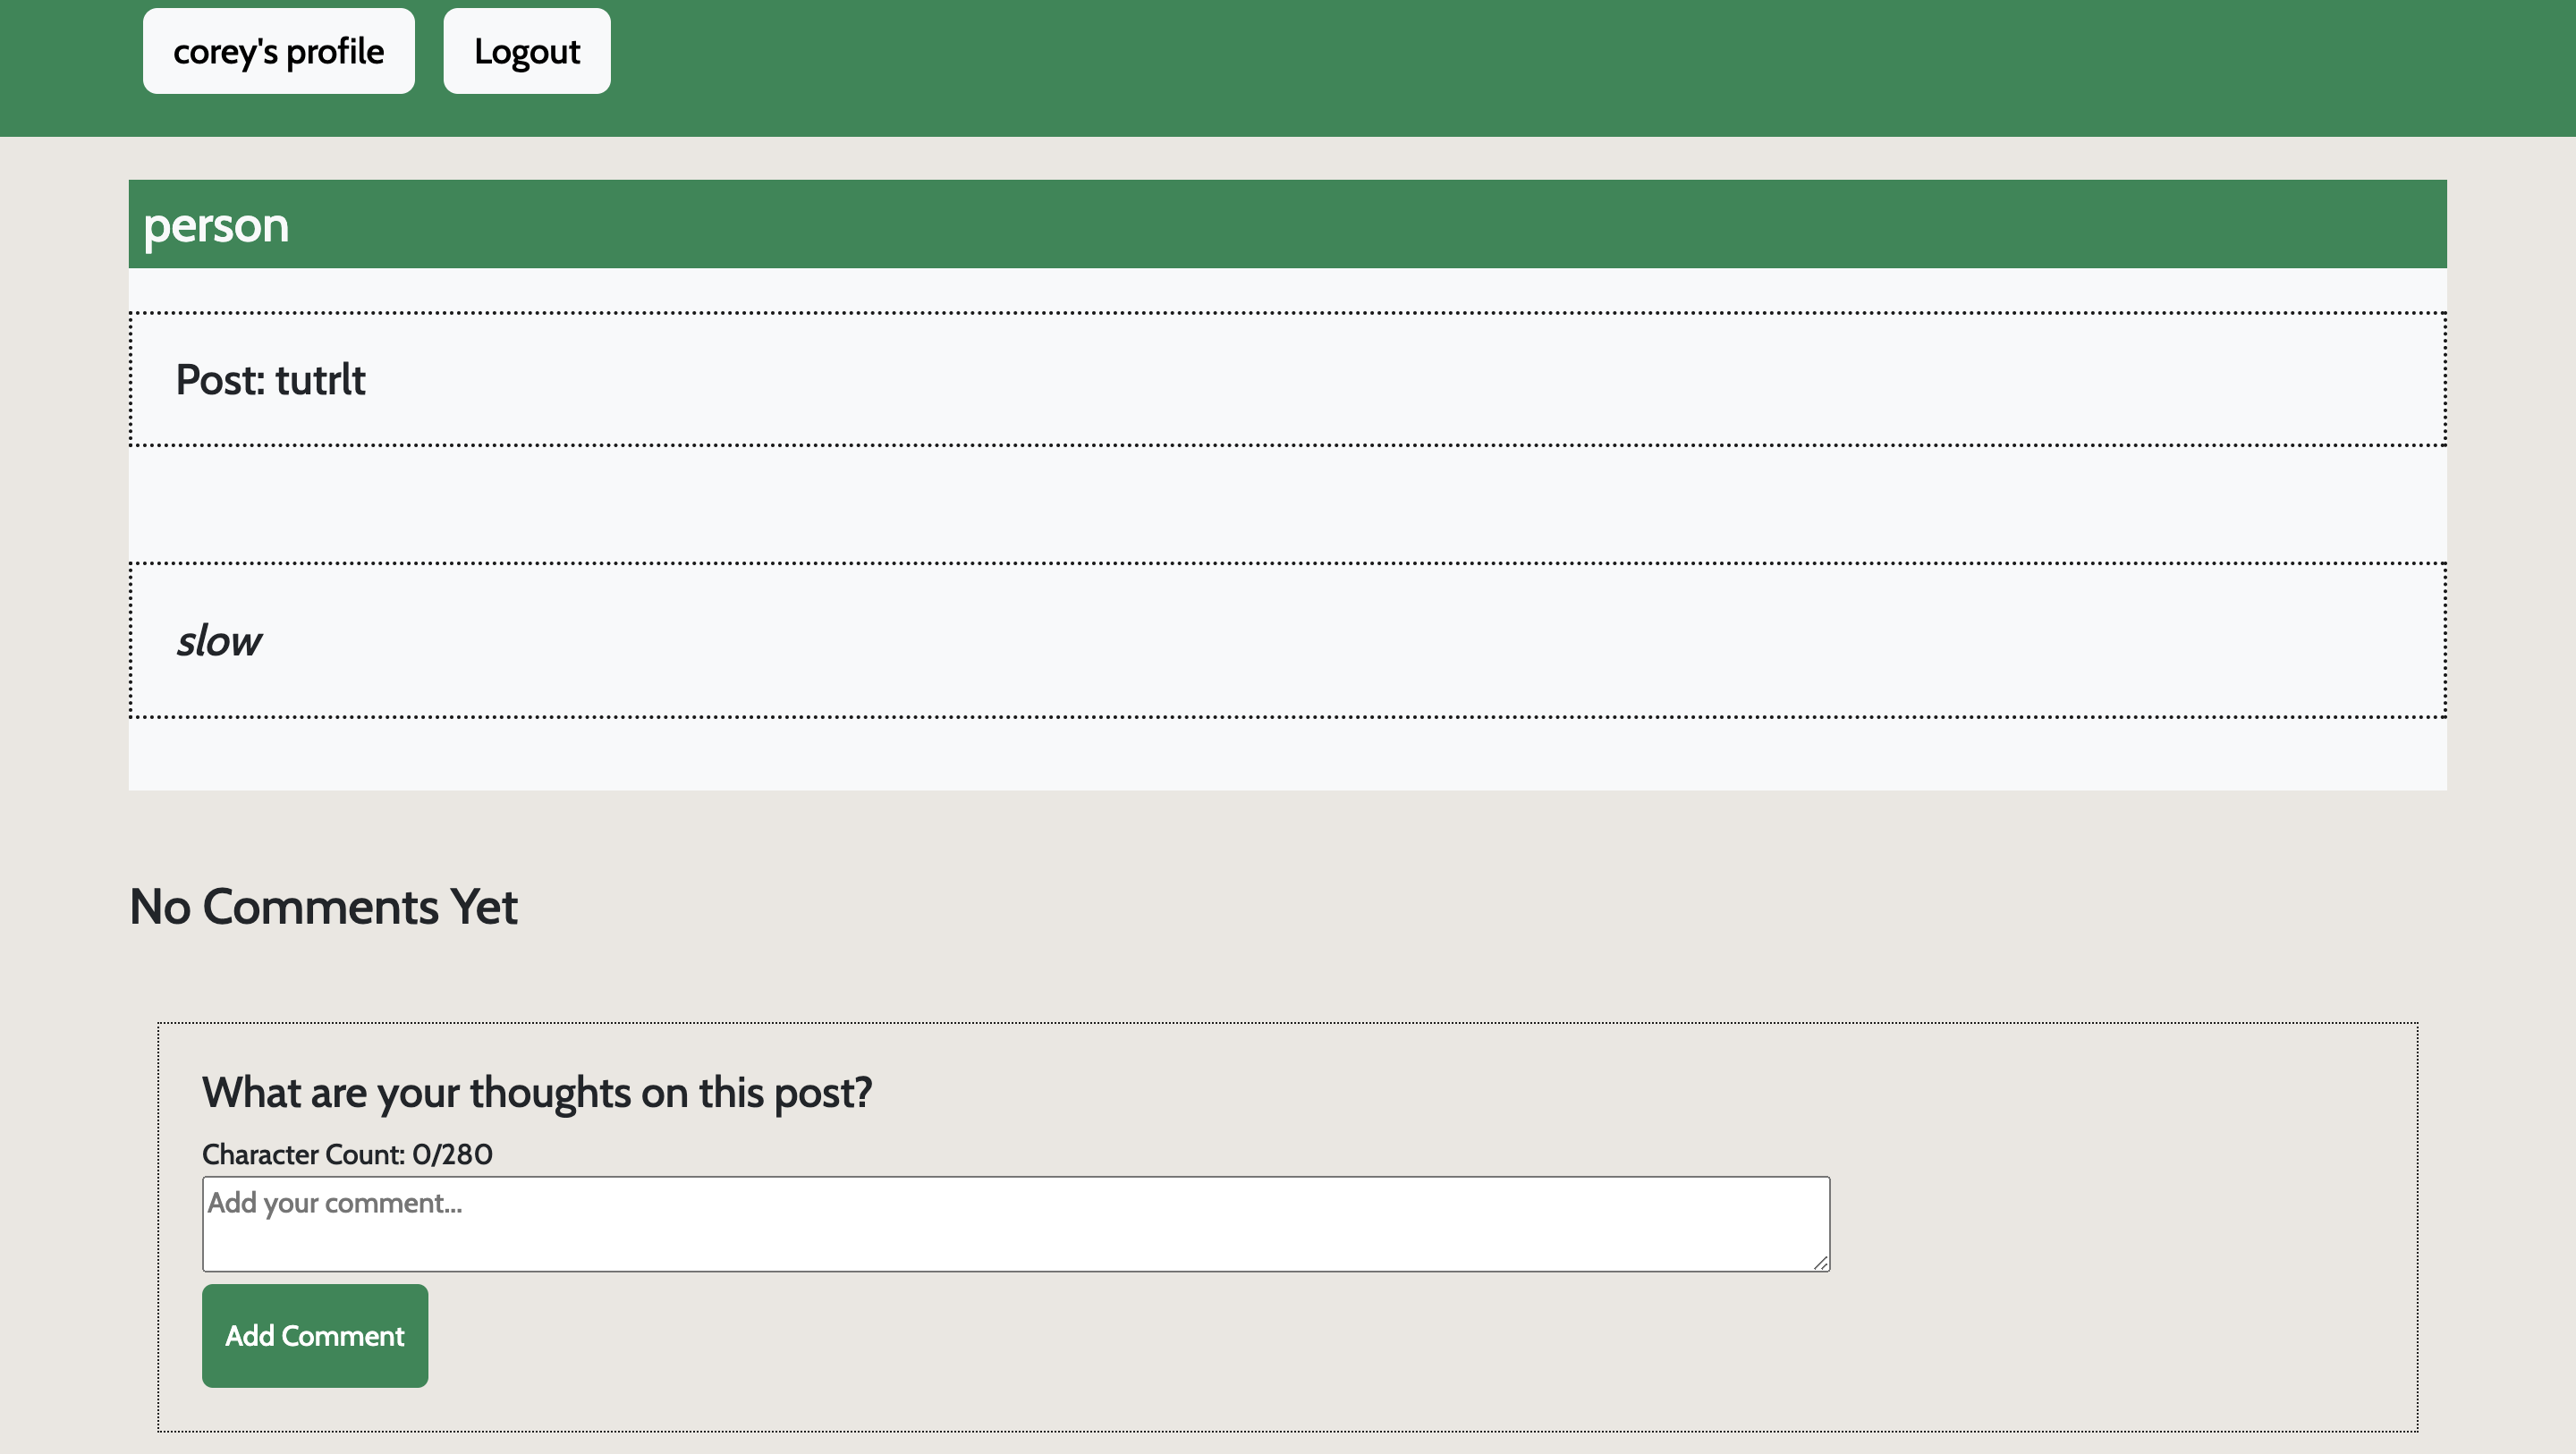 corey's profile Logout
person
Post: tutrlt
slow
No Comments Yet
What are your thoughts on this post?
Character Count: 0/280
Add your comment...
Add Comment